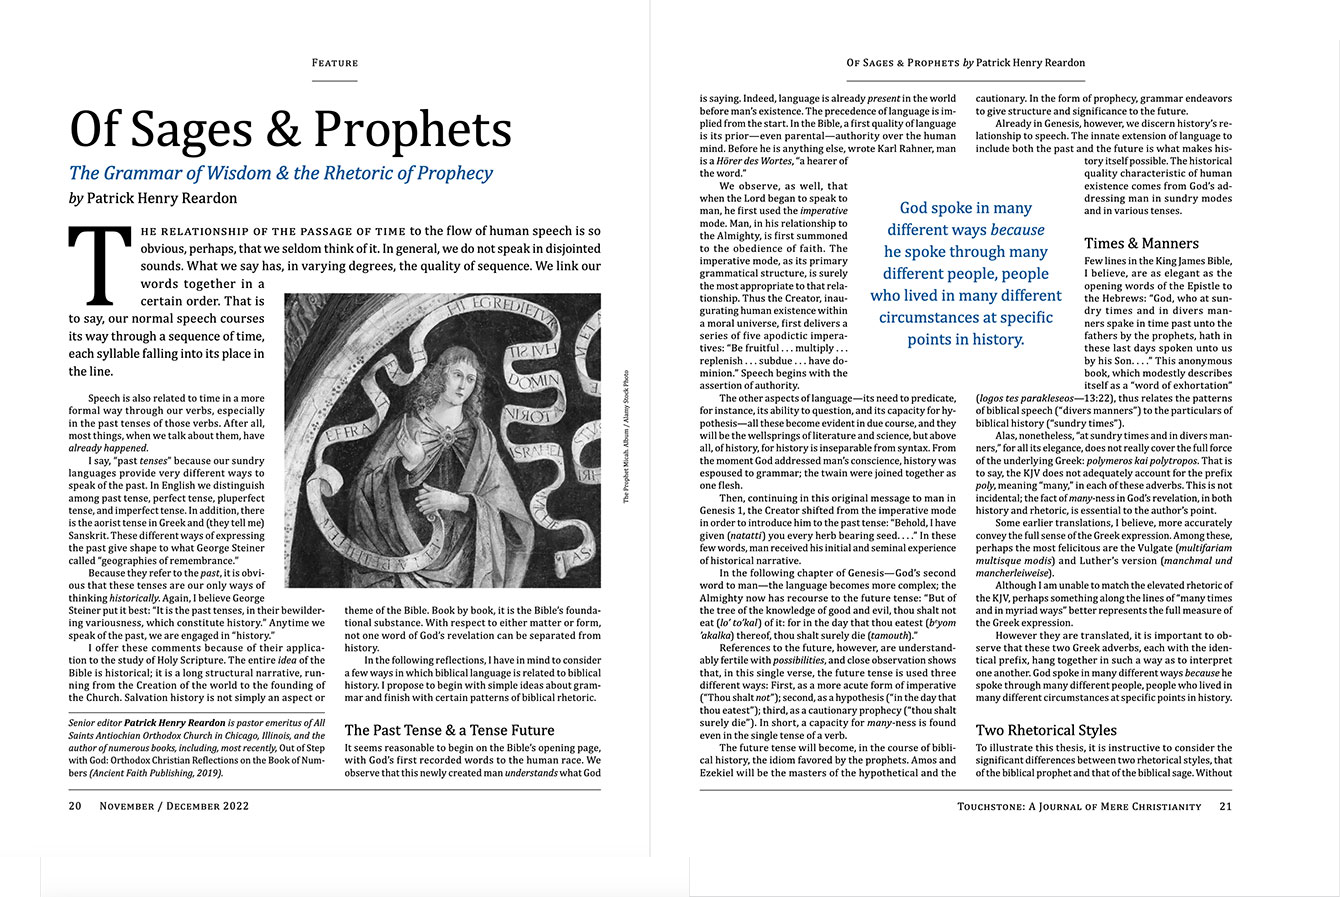 FEATURE
Of Sages & Prophets
The Grammar of Wisdom & the Rhetoric of Prophecy
by Patrick Henry Reardon
THE RELATIONSHIP OF THE PASSAGE OF TIME to the flow of human speech is so
obvious, perhaps, that we seldom think of it. In general, we do not speak in disjointed
sounds. What we say has, in varying degrees, the quality of sequence. We link our
words together in a
certain order. That is
to say, our normal speech courses
its way through a sequence of time,
each syllable falling into its place in
the line.
Speech is also related to time in a more
formal way through our verbs, especially
in the past tenses of those verbs. After all,
most things, when we talk about them, have
already happened.
I say, "past tenses" because our sundry
languages provide very different ways to
speak of the past. In English we distinguish
among past tense, perfect tense, pluperfect
tense, and imperfect tense. In addition, there
is the aorist tense in Greek and (they tell me)
Sanskrit. These different ways of expressing
the past give shape to what George Steiner
called "geographies of remembrance."
Because they refer to the past, it is obvi-
ous that these tenses are our only ways of
thinking historically. Again, I believe George
Steiner put it best: "It is the past tenses, in their bewilder-
ing variousness, which constitute history." Anytime we
speak of the past, we are engaged in "history."
I offer these comments because of their applica-
tion to the study of Holy Scripture. The entire idea of the
Bible is historical; it is a long structural narrative, run-
ning from the Creation of the world to the founding of
the Church. Salvation history is not simply an aspect or
Senior editor Patrick Henry Reardon is pastor emeritus of All
Saints Antiochian Orthodox Church in Chicago, Illinois, and the
author of numerous books, including, most recently, Out of Step
with God: Orthodox Christian Reflections on the Book of Num-
bers (Ancient Faith Publishing, 2019).
HI EGREDIETUR
HVI SIT
DOMIN
NJORI
ISRAHEL
EFFRA
BETHLEEM
The Prophet Micah: Album / Alamy Stock Photo
theme of the Bible. Book by book, it is the Bible's founda-
tional substance. With respect to either matter or form,
not one word of God's revelation can be separated from
history.
In the following reflections, I have in mind to consider
a few ways in which biblical language is related to biblical
history. I propose to begin with simple ideas about gram-
mar and finish with certain patterns of biblical rhetoric.
The Past Tense & a Tense Future
It seems reasonable to begin on the Bible's opening page,
with God's first recorded words to the human race. We
observe that this newly created man understands what God
20 NOVEMBER / DECEMBER 2022
OF SAGES & PROPHETS by Patrick Henry Reardon
is saying. Indeed, language is already present in the world
before man's existence. The precedence of language is im-
plied from the start. In the Bible, a first quality of language
is its prior—even parental—authority over the human
mind. Before he is anything else, wrote Karl Rahner, man
is a Hörer des Wortes, "a hearer of
the word."
We observe, as well, that
when the Lord began to speak to
man, he first used the imperative
mode. Man, in his relationship to
the Almighty, is first summoned
to the obedience of faith. The
imperative mode, as its primary
grammatical structure, is surely
the most appropriate to that rela-
tionship. Thus the Creator, inau-
gurating human existence within
a moral universe, first delivers a
series of five apodictic impera-
tives: "Be fruitful . . . multiply . . .
replenish . . . subdue . . . have do-
minion." Speech begins with the
assertion of authority.
The other aspects of language—its need to predicate,
for instance, its ability to question, and its capacity for hy-
pothesis—all these become evident in due course, and they
will be the wellsprings of literature and science, but above
all, of history, for history is inseparable from syntax. From
the moment God addressed man's conscience, history was
espoused to grammar; the twain were joined together as
one flesh.
Then, continuing in this original message to man in
Genesis 1, the Creator shifted from the imperative mode
in order to introduce him to the past tense: "Behold, I have
given (natatti) you every herb bearing seed. . . ." In these
few words, man received his initial and seminal experience
of historical narrative.
In the following chapter of Genesis—God's second
word to man—the language becomes more complex; the
Almighty now has recourse to the future tense: "But of
the tree of the knowledge of good and evil, thou shalt not
eat (lo' to'kal) of it: for in the day that thou eatest (bᵉyom
'akalka) thereof, thou shalt surely die (tamouth)."
References to the future, however, are understand-
ably fertile with possibilities, and close observation shows
that, in this single verse, the future tense is used three
different ways: First, as a more acute form of imperative
("Thou shalt not"); second, as a hypothesis ("in the day that
thou eatest"); third, as a cautionary prophecy ("thou shalt
surely die"). In short, a capacity for many-ness is found
even in the single tense of a verb.
The future tense will become, in the course of bibli-
cal history, the idiom favored by the prophets. Amos and
Ezekiel will be the masters of the hypothetical and the
God spoke in many
different ways because
he spoke through many
different people, people
who lived in many different
circumstances at specific
points in history.
cautionary. In the form of prophecy, grammar endeavors
to give structure and significance to the future.
Already in Genesis, however, we discern history's re-
lationship to speech. The innate extension of language to
include both the past and the future is what makes his-
tory itself possible. The historical
quality characteristic of human
existence comes from God's ad-
dressing man in sundry modes
and in various tenses.
Times & Manners
Few lines in the King James Bible,
I believe, are as elegant as the
opening words of the Epistle to
the Hebrews: "God, who at sun-
dry times and in divers man-
ners spake in time past unto the
fathers by the prophets, hath in
these last days spoken unto us
by his Son. . . ." This anonymous
book, which modestly describes
itself as a "word of exhortation"
(logos tes parakleseos—13:22), thus relates the patterns
of biblical speech ("divers manners") to the particulars of
biblical history ("sundry times").
Alas, nonetheless, "at sundry times and in divers man-
ners," for all its elegance, does not really cover the full force
of the underlying Greek: polymeros kai polytropos. That is
to say, the KJV does not adequately account for the prefix
poly, meaning "many," in each of these adverbs. This is not
incidental; the fact of many-ness in God's revelation, in both
history and rhetoric, is essential to the author's point.
Some earlier translations, I believe, more accurately
convey the full sense of the Greek expression. Among these,
perhaps the most felicitous are the Vulgate (multifariam
multisque modis) and Luther's version (manchmal und
mancherleiweise).
Although I am unable to match the elevated rhetoric of
the KJV, perhaps something along the lines of "many times
and in myriad ways" better represents the full measure of
the Greek expression.
However they are translated, it is important to ob-
serve that these two Greek adverbs, each with the iden-
tical prefix, hang together in such a way as to interpret
one another. God spoke in many different ways because he
spoke through many different people, people who lived in
many different circumstances at specific points in history.
Two Rhetorical Styles
To illustrate this thesis, it is instructive to consider the
significant differences between two rhetorical styles, that
of the biblical prophet and that of the biblical sage. Without
TOUCHSTONE: A JOURNAL OF MERE CHRISTIANITY 21